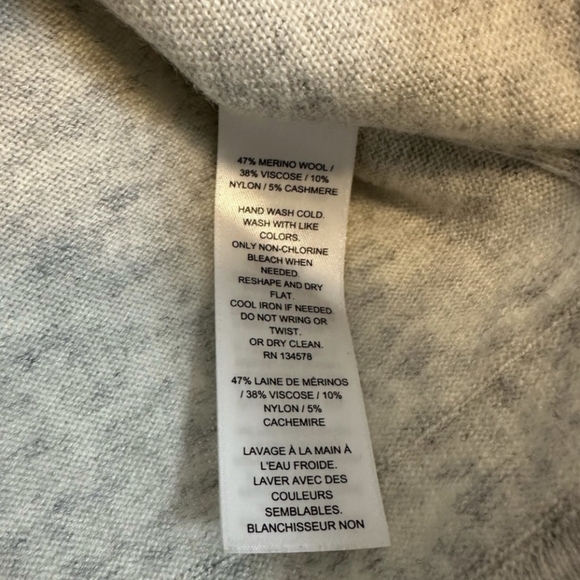 47% MERINO WOOL /
38% VISCOSE / 10%
NYLON / 5% CASHMERE
HAND WASH COLD.
WASH WITH LIKE
COLORS.
ONLY NON-CHLORINE
BLEACH WHEN
NEEDED
RESHAPE AND DRY
FLAT.
COOL IRON IF NEEDED.
DO NOT WRING OR
TWIST.
OR DRY CLEAN.
RN 134578
47% LAINE DE MÉRINOS
/ 38% VISCOSE / 10%
NYLON / 5%
CACHEMIRE
LAVAGE À LA MAIN À
L'EAU FROIDE.
LAVER AVEC DES
COULEURS
SEMBLABLES.
BLANCHISSEUR NON